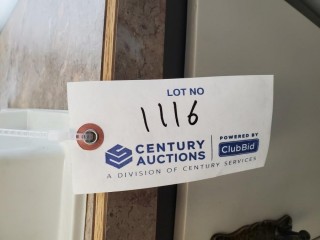 LOT NO
1116
CENTURY
AUCTIONS
POWERED BY
ClubBid
A DIVISION OF CENTURY SERVICES